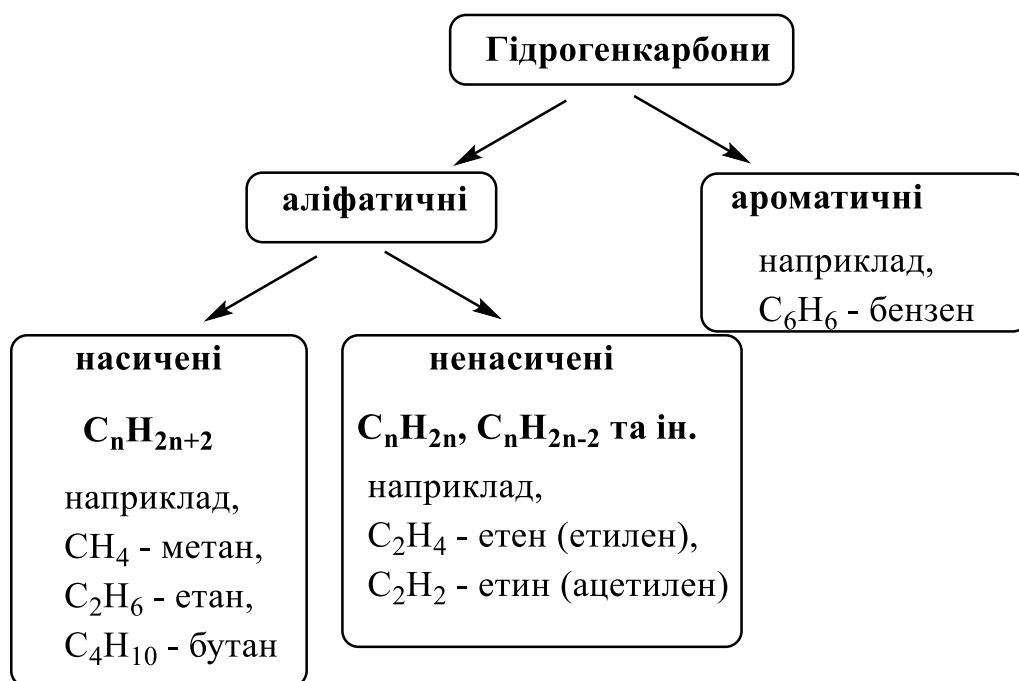 Гідрогенкарбони
аліфатичні
ароматичні
наприклад,
C₆H₆ - бензен
насичені
CₙH₂ₙ₊₂
наприклад,
CH₄ - метан,
C₂H₆ - етан,
C₄H₁₀ - бутан
ненасичені
CₙH₂ₙ, CₙH₂ₙ₋₂ та ін.
наприклад,
C₂H₄ - етен (етилен),
C₂H₂ - етин (ацетилен)